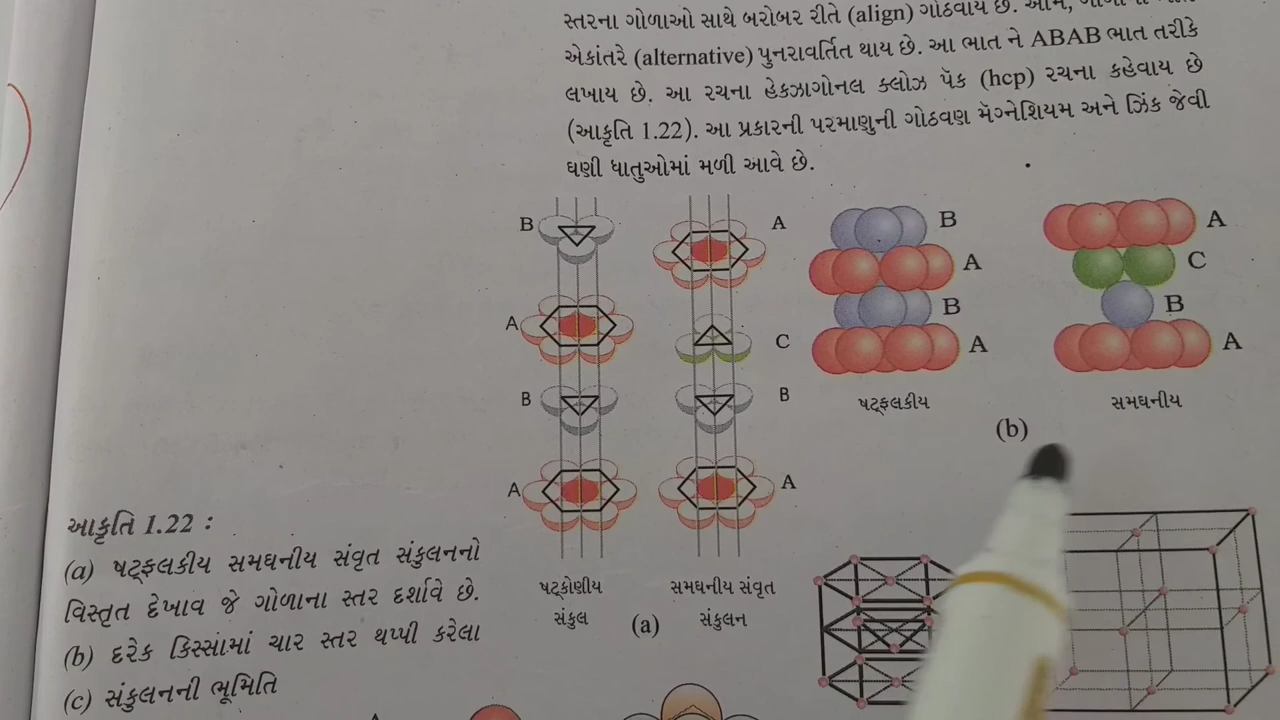 સ્તરના ગોળાઓ સાથે બરોબર રીતે (align) ગોઠવાય છે. આમ,
એકાંતરે (alternative) પુનરાવર્તિત થાય છે. આ ભાત ને ABAB ભાત તરીકે
લખાય છે. આ રચના હેક્ઝાગોનલ ક્લોઝ પૅક (hcp) રચના કહેવાય છે
(આકૃતિ 1.22). આ પ્રકારની પરમાણુની ગોઠવણ મૅગ્નેશિયમ અને ઝિંક જેવી
ઘણી ધાતુઓમાં મળી આવે છે.
B A B A
A C A C
B B B B
A A A A
ષટ્ફલકીય સમઘનીય
(b)
ષટ્કોણીય સમઘનીય સંવૃત
સંકુલ (a) સંકુલન
આકૃતિ 1.22 :
(a) ષટ્ફલકીય સમઘનીય સંવૃત સંકુલનનો
વિસ્તૃત દેખાવ જે ગોળાના સ્તર દર્શાવે છે.
(b) દરેક કિસ્સામાં ચાર સ્તર થપ્પી કરેલા
(c) સંકુલનની ભૂમિતિ